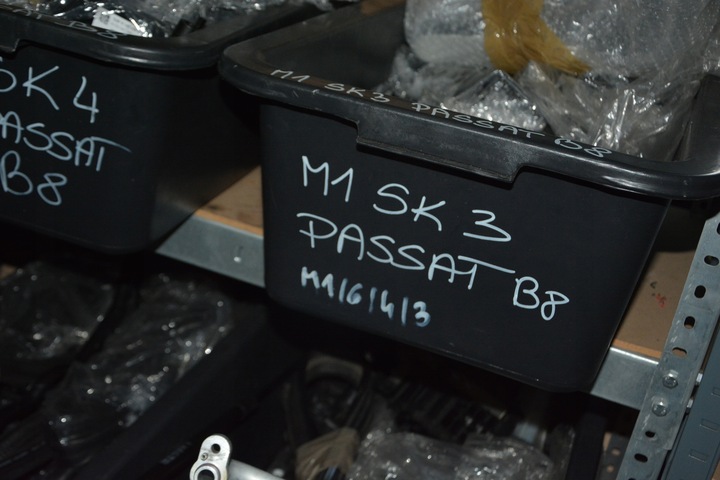 SK 4
PASSAT
B8
M1 SK 3 PASSAT B8
M1 SK 3
PASSAT B8
M1/6/4/3